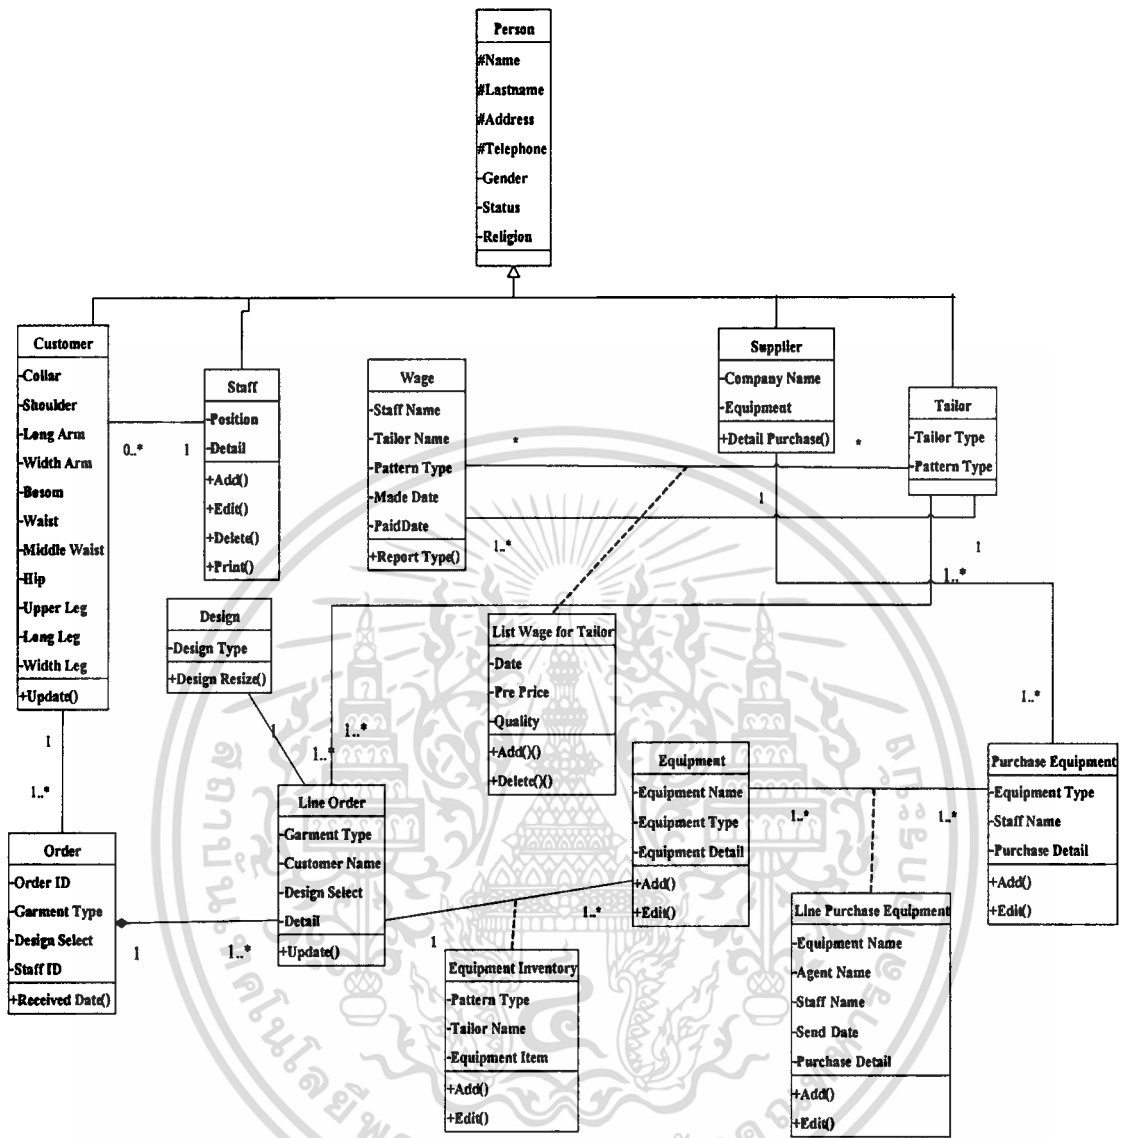 Person
#Name
#Lastname
#Address
#Telephone
-Gender
-Status
-Religion
Customer
-Collar
-Shoulder
-Long Arm
-Width Arm
-Bosom
-Waist
-Middle Waist
-Hip
-Upper Leg
-Long Leg
-Width Leg
+Update()
0..*
1
Staff
-Position
-Detail
+Add()
+Edit()
+Delete()
+Print()
Wage
-Staff Name
-Tailor Name
-Pattern Type
-Made Date
-PaidDate
+Report Type()
*
*
1..*
1
Supplier
-Company Name
-Equipment
+Detail Purchase()
1
1..*
Tailor
-Tailor Type
-Pattern Type
1..*
1..*
1..*
Design
-Design Type
+Design Resize()
1
List Wage for Tailor
-Date
-Pre Price
-Quality
+Add()()
+Delete()()
1
1..*
Order
-Order ID
-Garment Type
-Design Select
-Staff ID
+Received Date()
1
1..*
Line Order
-Garment Type
-Customer Name
-Design Select
-Detail
+Update()
1
1..*
Equipment
-Equipment Name
-Equipment Type
-Equipment Detail
+Add()
+Edit()
1..*
1..*
Purchase Equipment
-Equipment Type
-Staff Name
-Purchase Detail
+Add()
+Edit()
Equipment Inventory
-Pattern Type
-Tailor Name
-Equipment Item
+Add()
+Edit()
Line Purchase Equipment
-Equipment Name
-Agent Name
-Staff Name
-Send Date
-Purchase Detail
+Add()
+Edit()